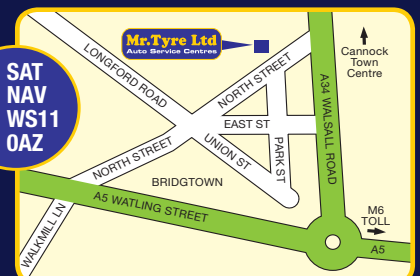 Mr.Tyre Ltd
Auto Service Centres
SAT
NAV
WS11
0AZ
LONGFORD ROAD
NORTH STREET
Cannock
Town
Centre
A34 WALSALL ROAD
EAST ST
UNION ST
PARK ST
NORTH STREET
BRIDGTOWN
A5 WATLING STREET
WALKMILL LN
M6
TOLL
A5